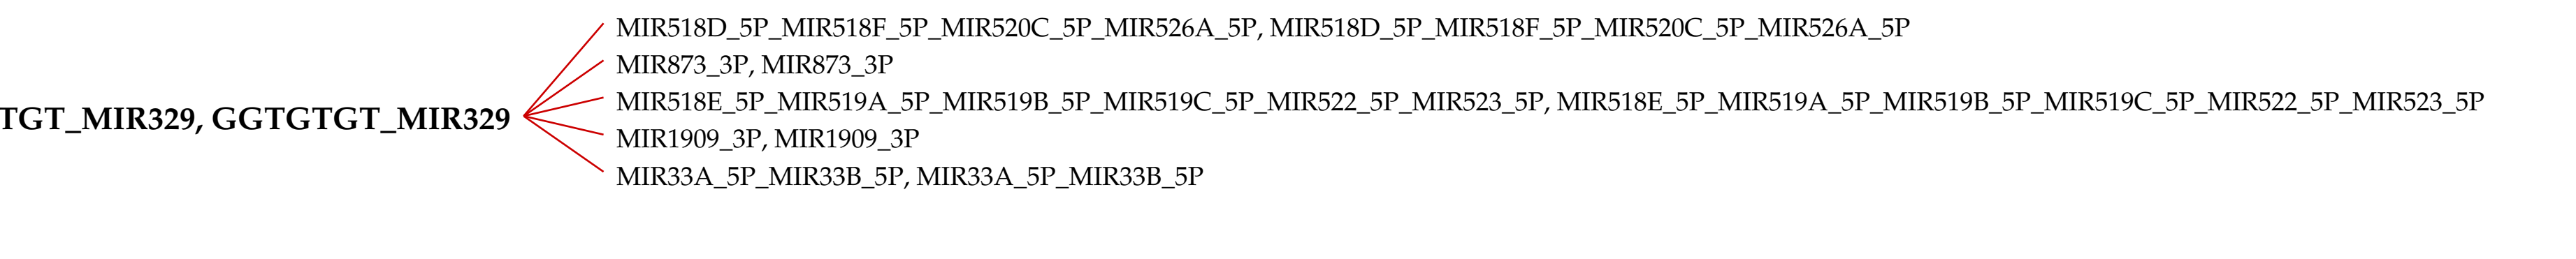 MIR518D_5P_MIR518F_5P_MIR520C_5P_MIR526A_5P, MIR518D_5P_MIR518F_5P_MIR520C_5P_MIR526A_5P
MIR873_3P, MIR873_3P
MIR518E_5P_MIR519A_5P_MIR519B_5P_MIR519C_5P_MIR522_5P_MIR523_5P, MIR518E_5P_MIR519A_5P_MIR519B_5P_MIR519C_5P_MIR522_5P_MIR523_5P
TGT_MIR329, GGTGTGT_MIR329
MIR1909_3P, MIR1909_3P
MIR33A_5P_MIR33B_5P, MIR33A_5P_MIR33B_5P